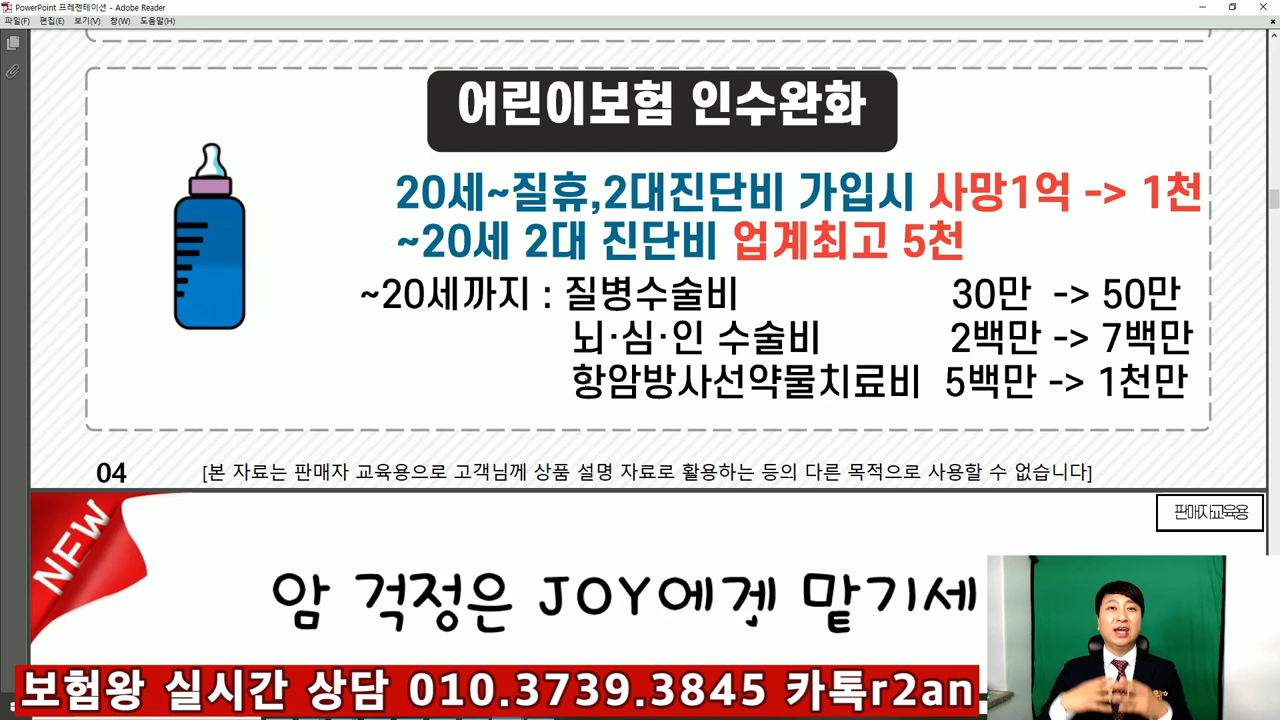 PowerPoint 프레젠테이션 - Adobe Reader
파일(F) 편집(E) 보기(V) 창(W) 도움말(H)
어린이보험 인수완화
20세~질휴,2대진단비 가입시 사망1억 -> 1천
~20세 2대 진단비 업계최고 5천
~20세까지 : 질병수술비 30만 -> 50만
뇌·심·인 수술비 2백만 -> 7백만
항암방사선약물치료비 5백만 -> 1천만
04 [본 자료는 판매자 교육용으로 고객님께 상품 설명 자료로 활용하는 등의 다른 목적으로 사용할 수 없습니다]
NEW
판매자교육용
암 걱정은 JOY에겐 맡기세
보험왕 실시간 상담 010.3739.3845 카톡r2an